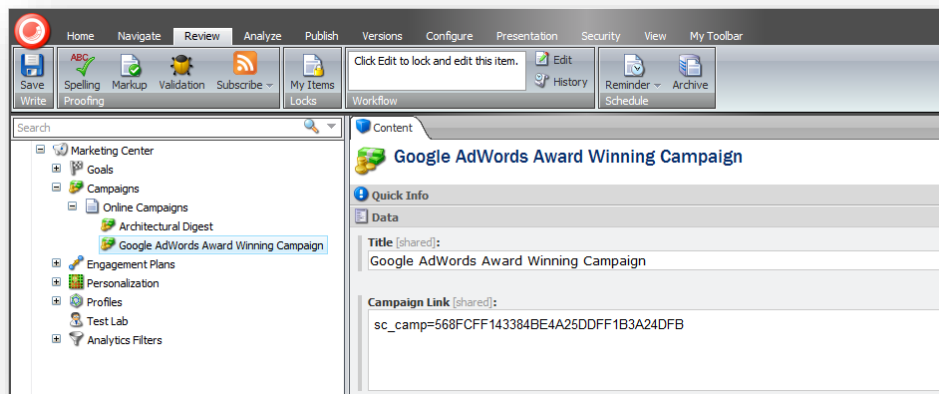 Home Navigate Review Analyze Publish Versions Configure Presentation Security View My Toolbar
ABC
Click Edit to lock and edit this item.
Edit
History
Save Spelling Markup Validation Subscribe My Items Reminder Archive
Write Proofing Locks Workflow Schedule
Search
Content
Marketing Center
Goals
Campaigns
Online Campaigns
Architectural Digest
Google AdWords Award Winning Campaign
Engagement Plans
Personalization
Profiles
Test Lab
Analytics Filters
Google AdWords Award Winning Campaign
Quick Info
Data
Title [shared]:
Google AdWords Award Winning Campaign
Campaign Link [shared]:
sc_camp=568FCFF143384BE4A25DDFF1B3A24DFB